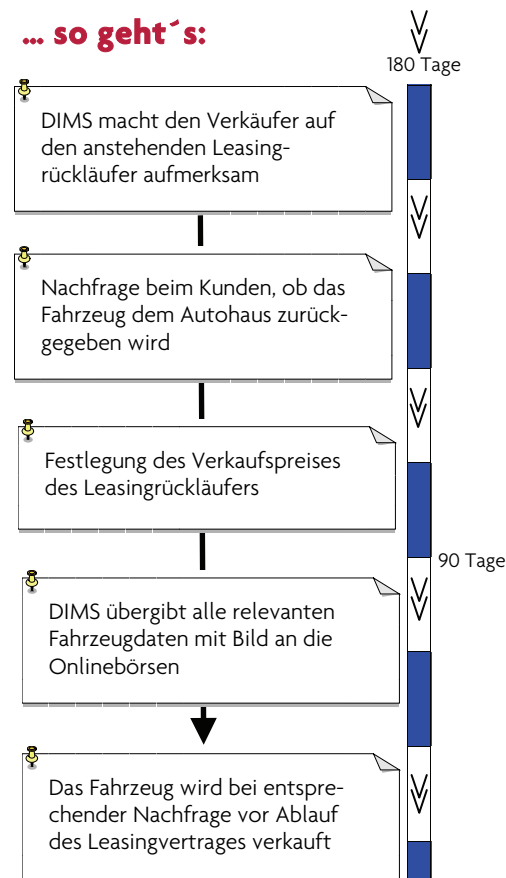 ... so geht´s:
180 Tage
DIMS macht den Verkäufer auf
den anstehenden Leasing-
rückläufer aufmerksam
Nachfrage beim Kunden, ob das
Fahrzeug dem Autohaus zurück-
gegeben wird
Festlegung des Verkaufspreises
des Leasingrückläufers
90 Tage
DIMS übergibt alle relevanten
Fahrzeugdaten mit Bild an die
Onlinebörsen
Das Fahrzeug wird bei entspre-
chender Nachfrage vor Ablauf
des Leasingvertrages verkauft